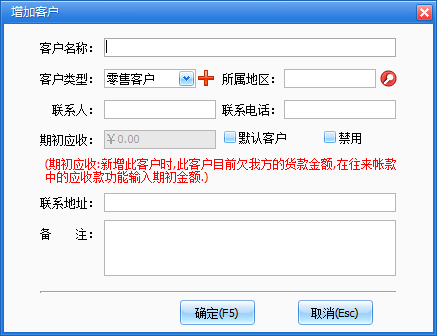 增加客户
客户名称：
客户类型： 零售客户 所属地区：
联系人： 联系电话：
期初应收： ￥0.00 默认客户 禁用
(期初应收:新增此客户时,此客户目前欠我方的货款金额,在往来帐款
中的应收款功能输入期初金额.)
联系地址：
备 注：
确定(F5) 取消(Esc)